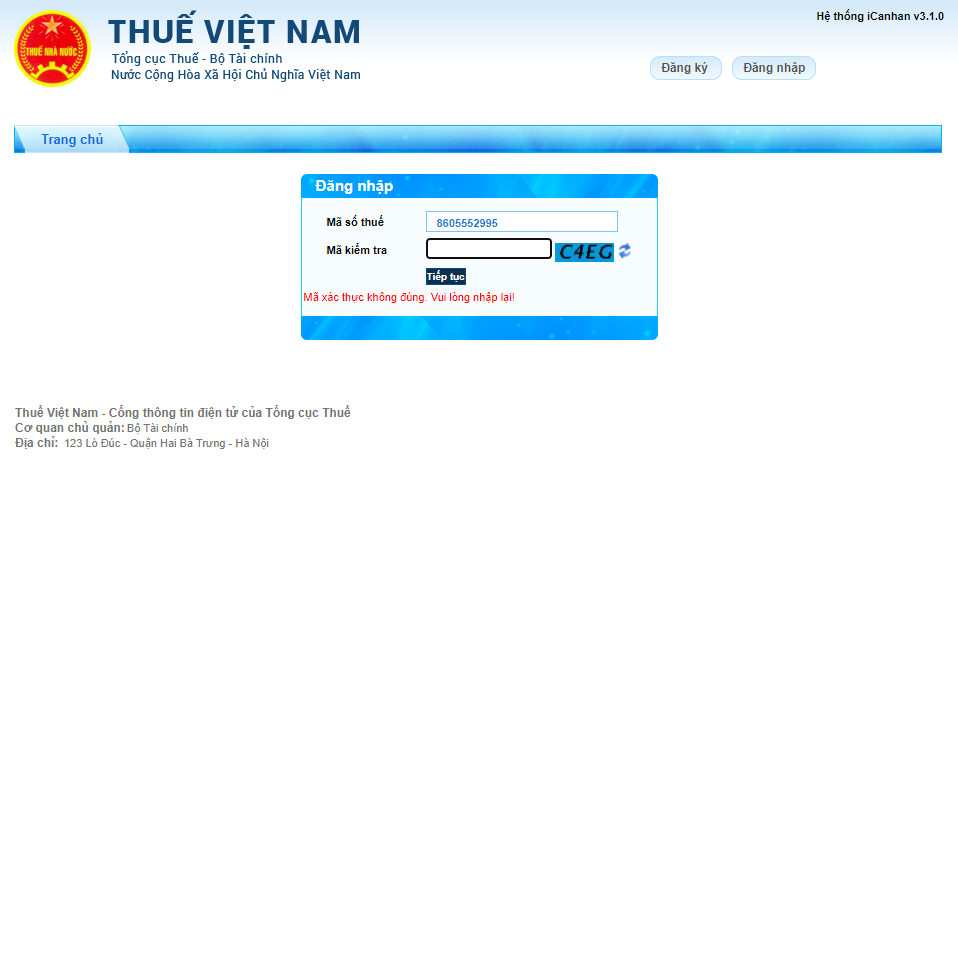 THUẾ NHÀ NƯỚC
THUẾ VIỆT NAM
Tổng cục Thuế - Bộ Tài chính
Nước Cộng Hòa Xã Hội Chủ Nghĩa Việt Nam
Hệ thống iCanhan v3.1.0
Đăng ký
Đăng nhập
Trang chủ
Đăng nhập
Mã số thuế 8605552995
Mã kiểm tra
Tiếp tục
Mã xác thực không đúng. Vui lòng nhập lại!
Thuế Việt Nam - Cổng thông tin điện tử của Tổng cục Thuế
Cơ quan chủ quản: Bộ Tài chính
Địa chỉ: 123 Lò Đúc - Quận Hai Bà Trưng - Hà Nội